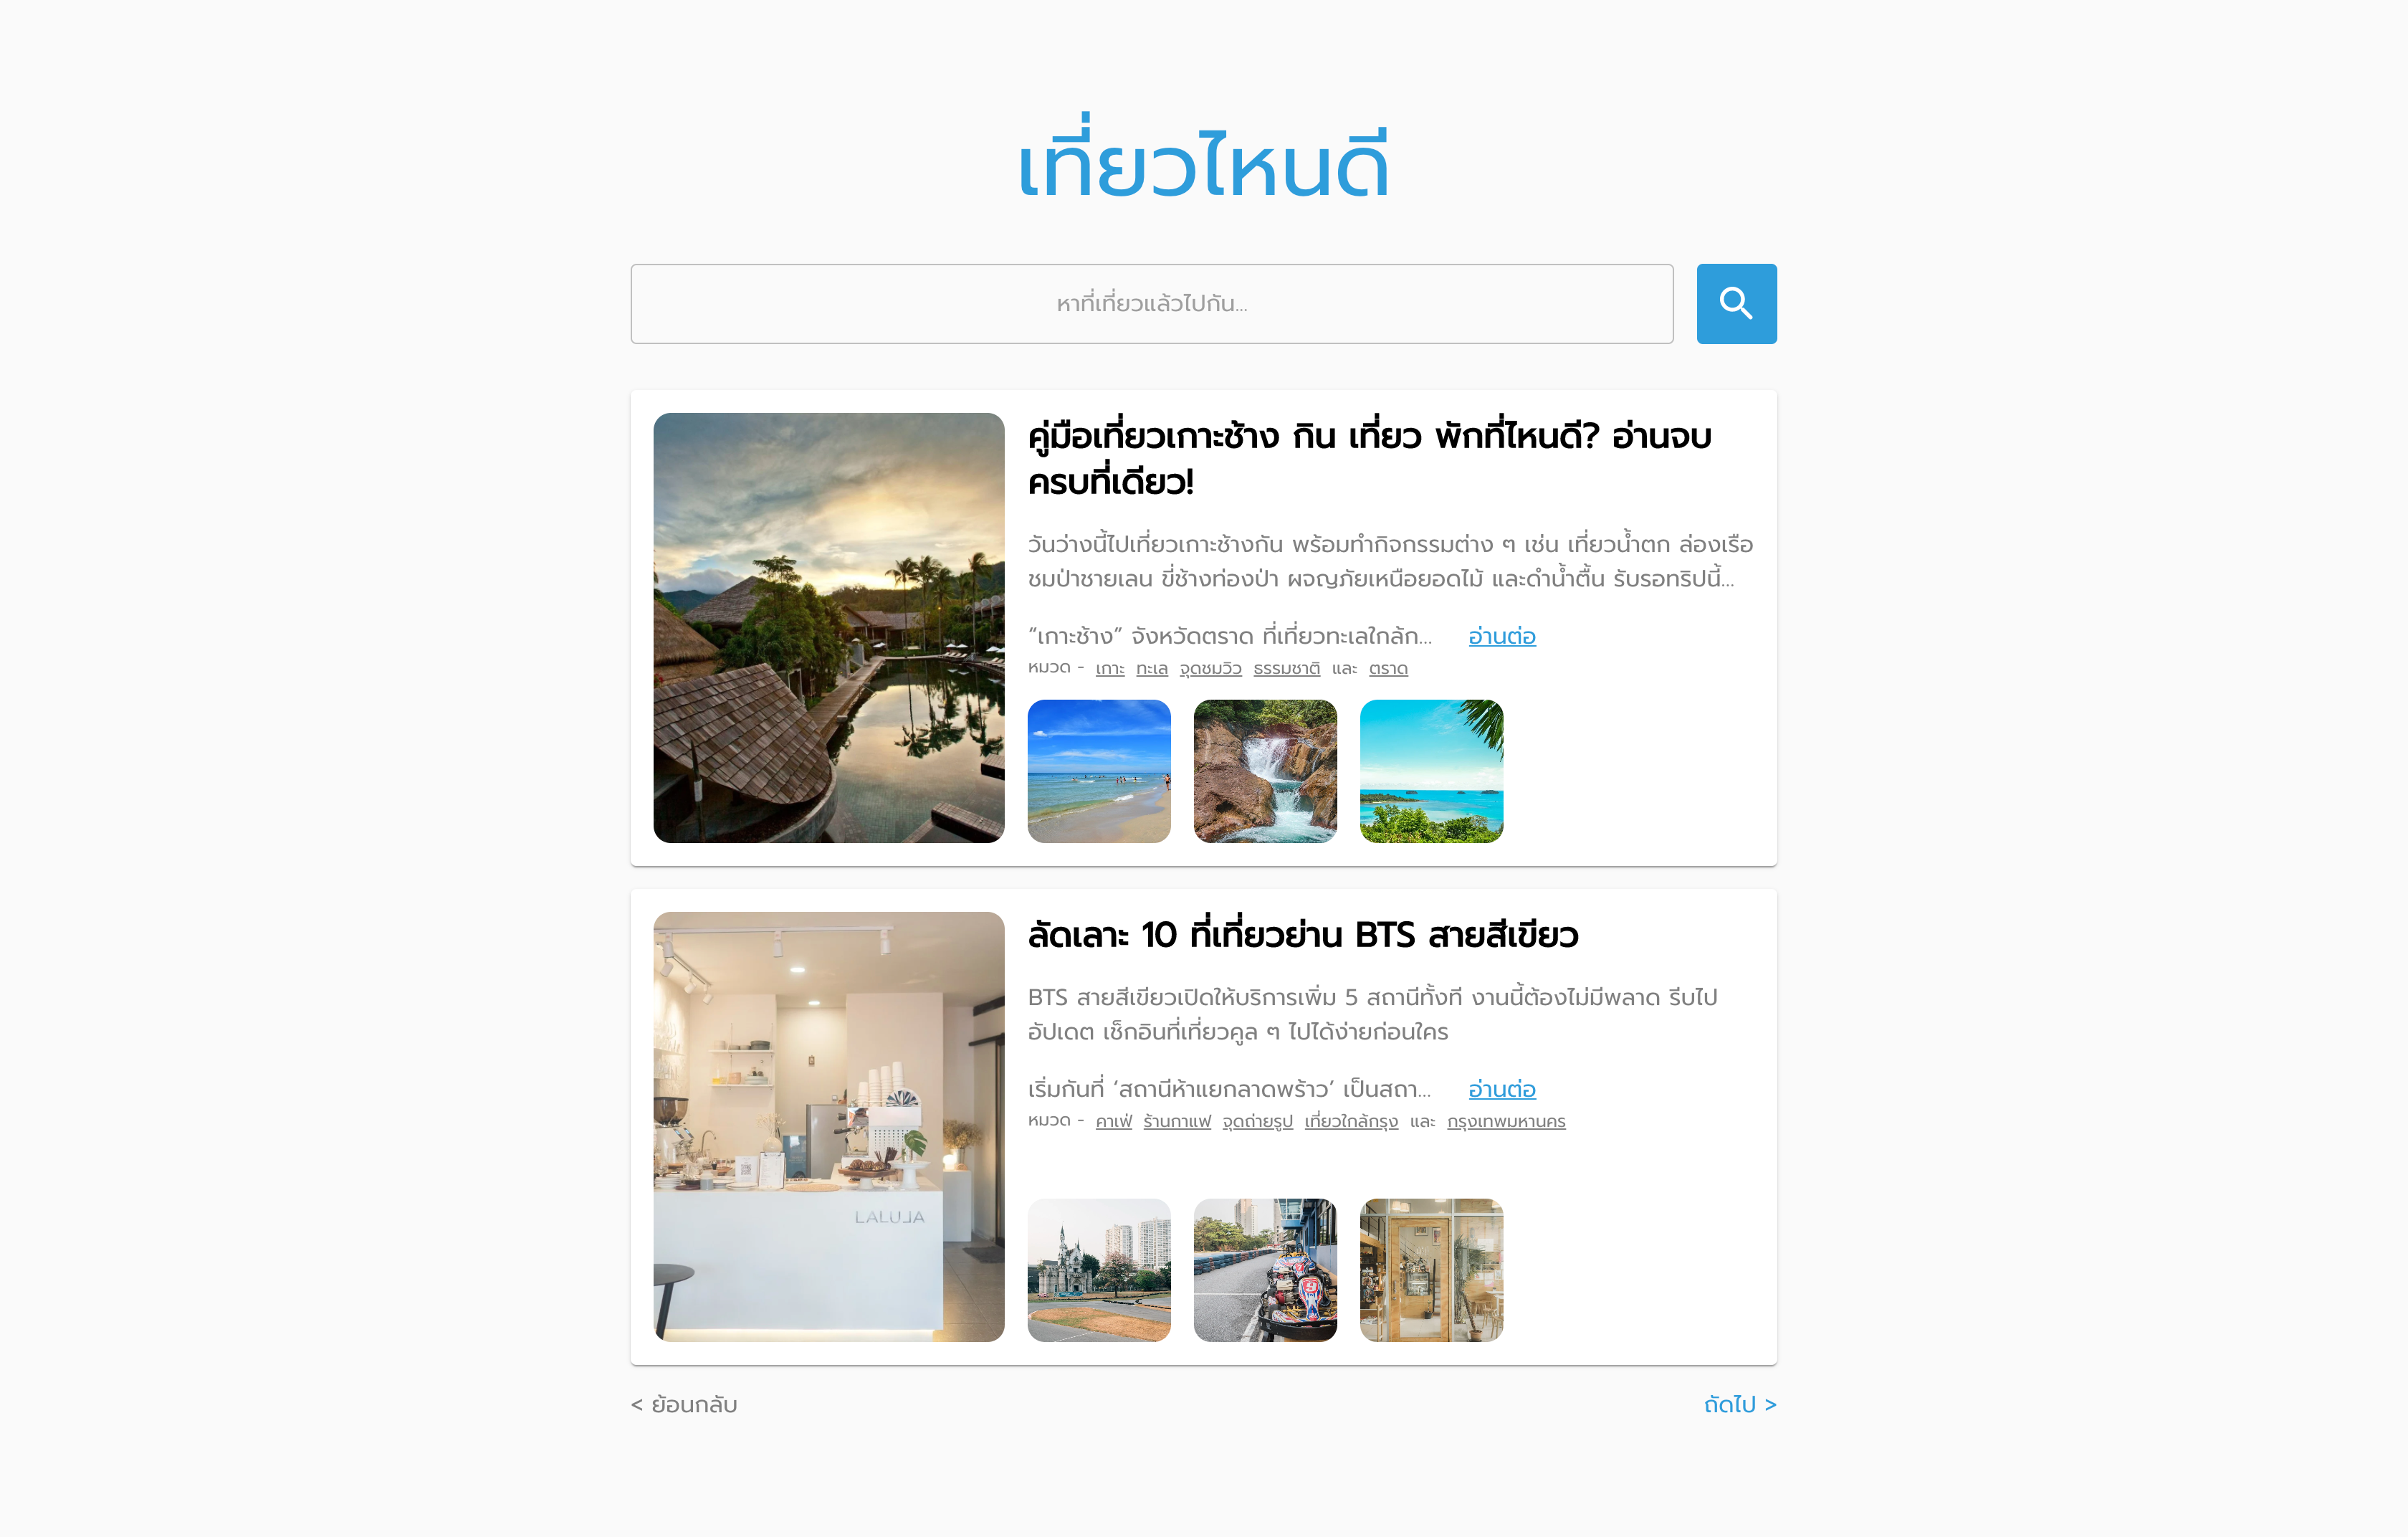 เที่ยวไหนดี
หาที่เที่ยวแล้วไปกัน...
คู่มือเที่ยวเกาะช้าง กิน เที่ยว พักที่ไหนดี? อ่านจบ
ครบที่เดียว!
วันว่างนี้ไปเที่ยวเกาะช้างกัน พร้อมทำกิจกรรมต่าง ๆ เช่น เที่ยวน้ำตก ล่องเรือ
ชมป่าชายเลน ขี่ช้างท่องป่า ผจญภัยเหนือยอดไม้ และดำน้ำตื้น รับรอทริปนี้...
“เกาะช้าง” จังหวัดตราด ที่เที่ยวทะเลใกล้ก... อ่านต่อ
หมวด - เกาะ ทะเล จุดชมวิว ธรรมชาติ และ ตราด
ลัดเลาะ 10 ที่เที่ยวย่าน BTS สายสีเขียว
BTS สายสีเขียวเปิดให้บริการเพิ่ม 5 สถานีทั้งที งานนี้ต้องไม่มีพลาด รีบไป
อัปเดต เช็กอินที่เที่ยวคูล ๆ ไปได้ง่ายก่อนใคร
เริ่มกันที่ ‘สถานีห้าแยกลาดพร้าว’ เป็นสถา... อ่านต่อ
หมวด - คาเฟ่ ร้านกาแฟ จุดถ่ายรูป เที่ยวใกล้กรุง และ กรุงเทพมหานคร
LALUJA
9
< ย้อนกลับ
ถัดไป >